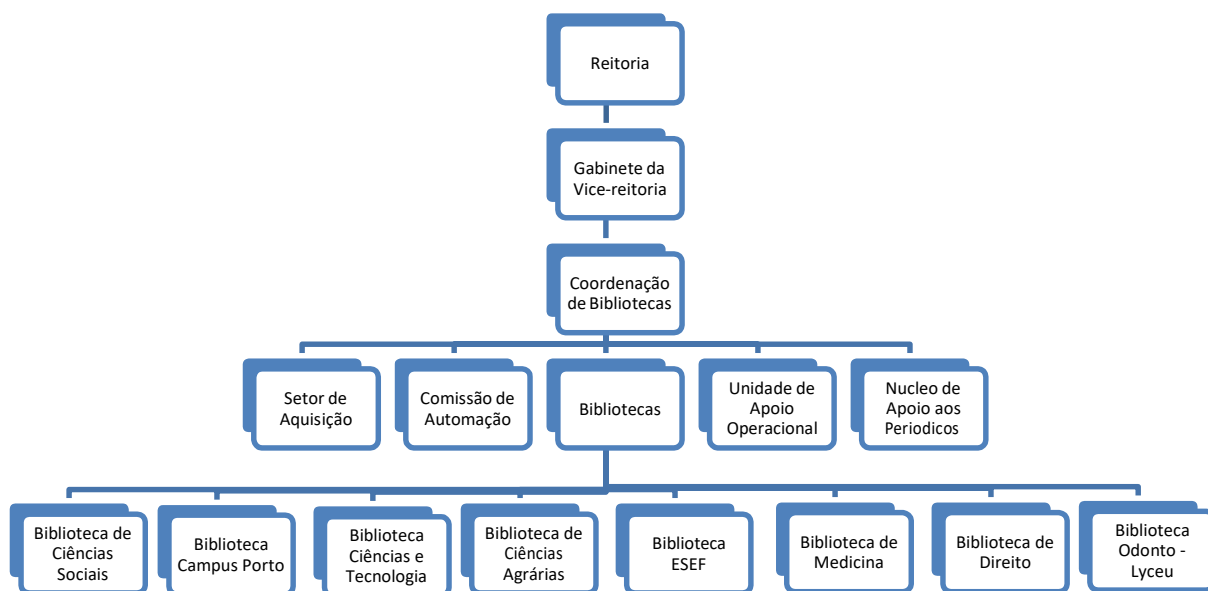 Reitoria
Gabinete da
Vice-reitoria
Coordenação
de Bibliotecas
Setor de
Aquisição
Comissão de
Automação
Bibliotecas
Unidade de
Apoio
Operacional
Nucleo de
Apoio aos
Periodicos
Biblioteca de
Ciências
Sociais
Biblioteca
Campus Porto
Biblioteca
Ciências e
Tecnologia
Biblioteca de
Ciências
Agrárias
Biblioteca
ESEF
Biblioteca de
Medicina
Biblioteca de
Direito
Biblioteca
Odonto -
Lyceu